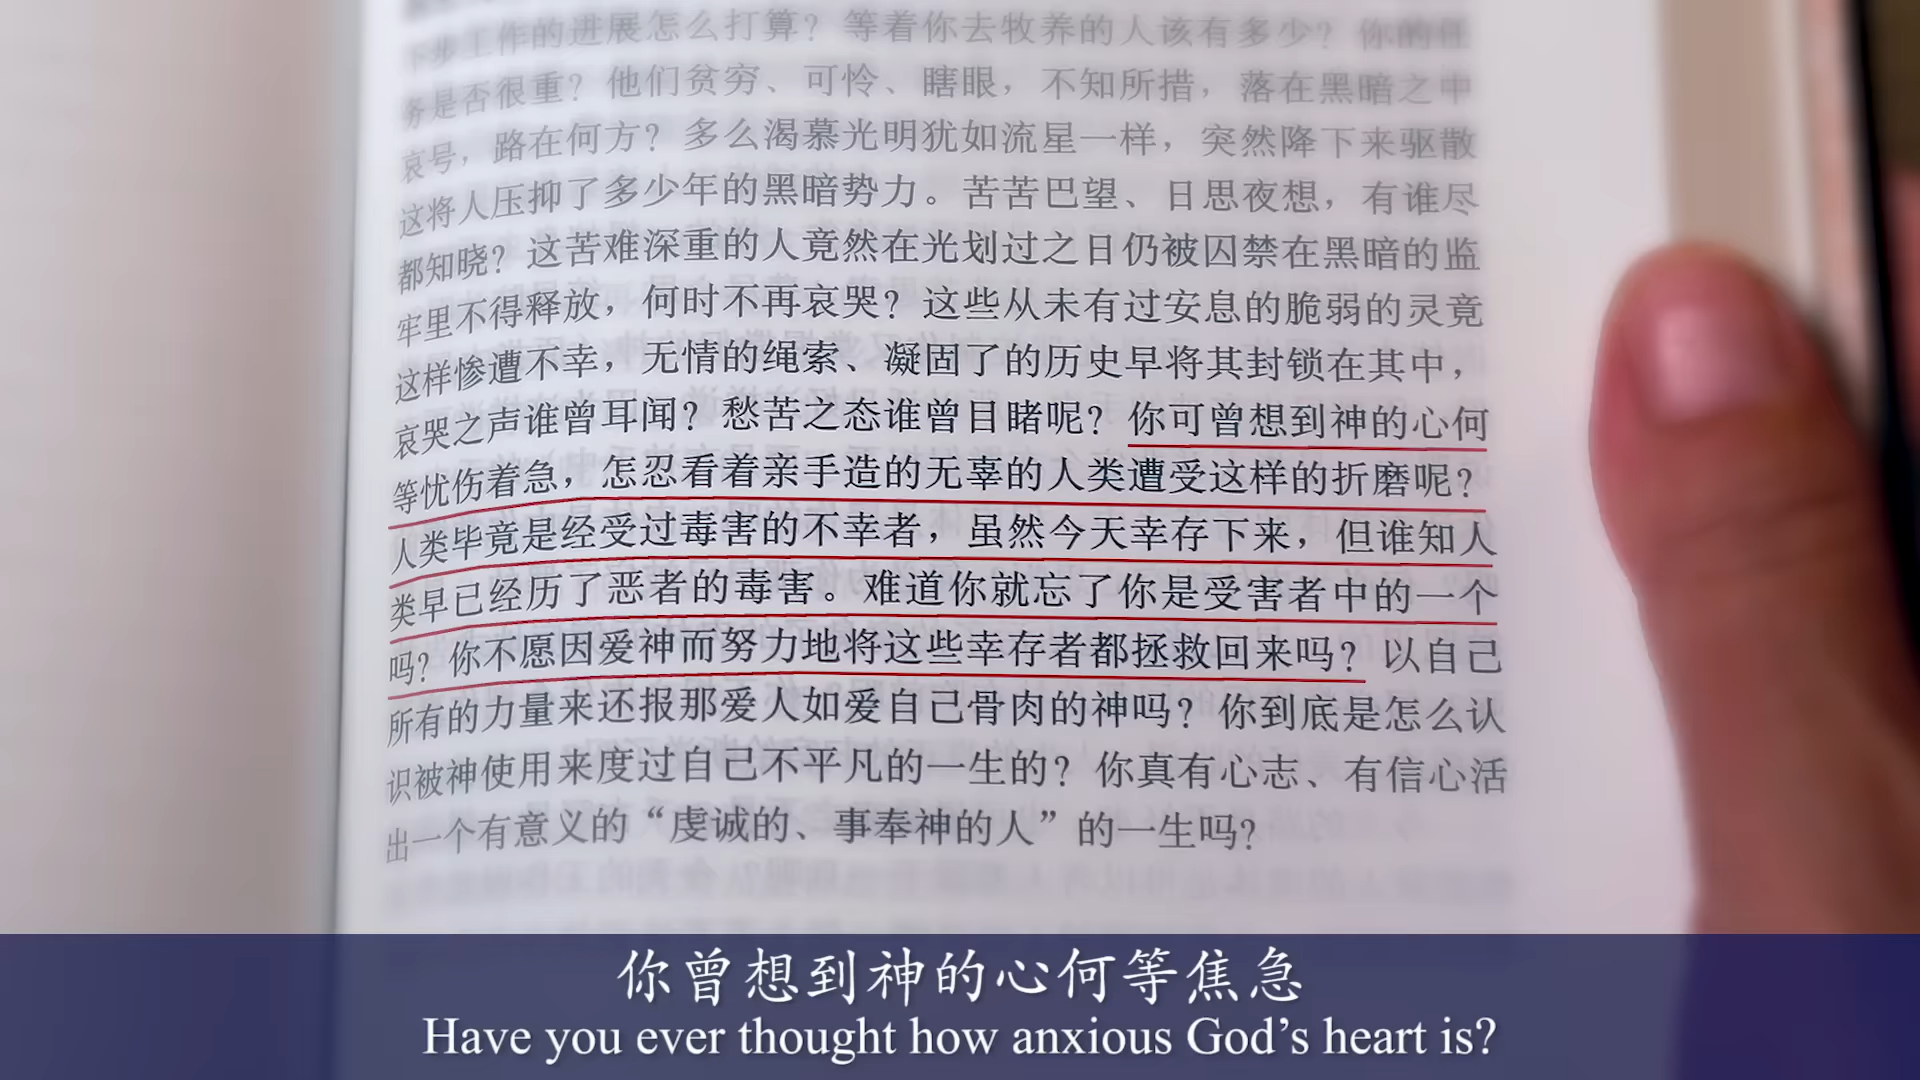 下步工作的进展怎么打算？等着你去牧养的人该有多少？你的任
务是否很重？他们贫穷、可怜、瞎眼，不知所措，落在黑暗之中
哀号，路在何方？多么渴慕光明犹如流星一样，突然降下来驱散
这将人压抑了多少年的黑暗势力。苦苦巴望、日思夜想，有谁尽
都知晓？这苦难深重的人竟然在光划过之日仍被囚禁在黑暗的监
牢里不得释放，何时不再哀哭？这些从未有过安息的脆弱的灵竟
这样惨遭不幸，无情的绳索、凝固了的历史早将其封锁在其中，
哀哭之声谁曾耳闻？愁苦之态谁曾目睹呢？你可曾想到神的心何
等忧伤着急，怎忍看着亲手造的无辜的人类遭受这样的折磨呢？
人类毕竟是经受过毒害的不幸者，虽然今天幸存下来，但谁知人
类早已经历了恶者的毒害。难道你就忘了你是受害者中的一个
吗？你不愿因爱神而努力地将这些幸存者都拯救回来吗？以自己
所有的力量来还报那爱人如爱自己骨肉的神吗？你到底是怎么认
识被神使用来度过自己不平凡的一生的？你真有心志、有信心活
出一个有意义的“虔诚的、事奉神的人”的一生吗？
你曾想到神的心何等焦急
Have you ever thought how anxious God’s heart is?